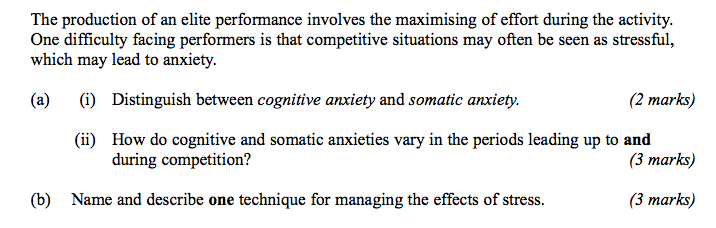 The production of an elite performance involves the maximising of effort during the activity.
One difficulty facing performers is that competitive situations may often be seen as stressful,
which may lead to anxiety.
(a) (i) Distinguish between cognitive anxiety and somatic anxiety. (2 marks)
(ii) How do cognitive and somatic anxieties vary in the periods leading up to and
during competition? (3 marks)
(b) Name and describe one technique for managing the effects of stress. (3 marks)